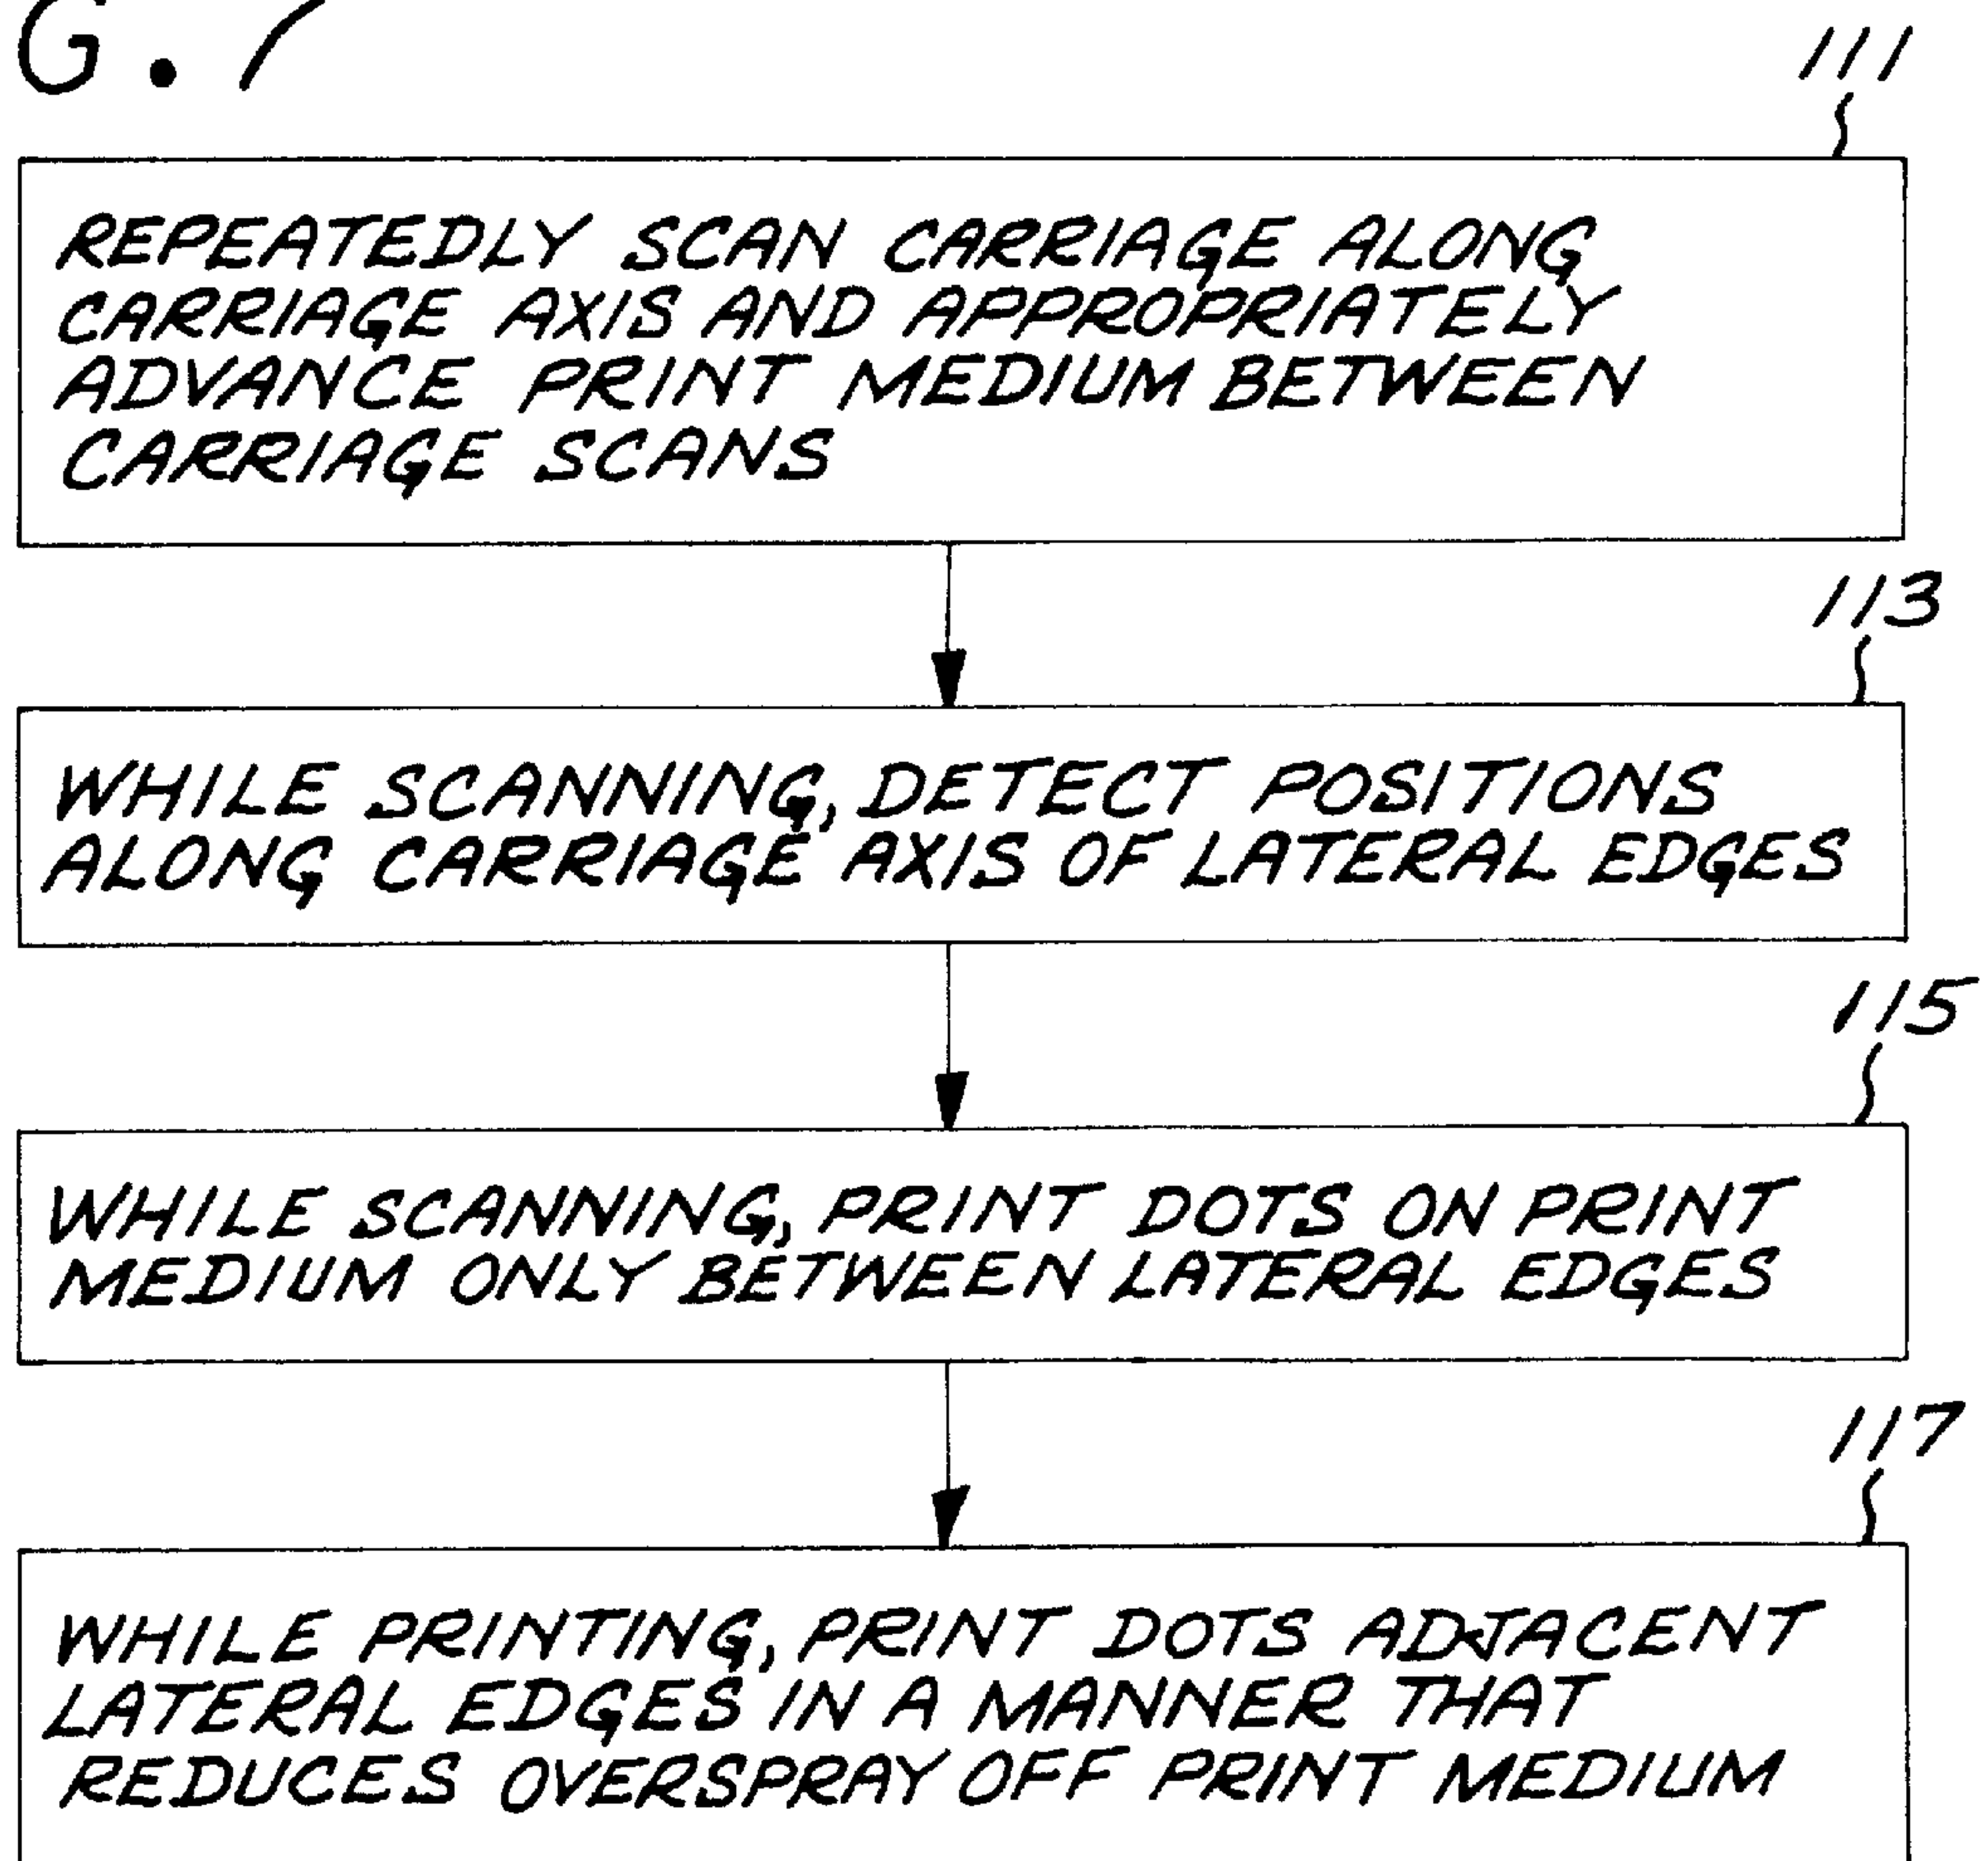 G. 7
111
REPEATEDLY SCAN CARRIAGE ALONG
CARRIAGE AXIS AND APPROPRIATELY
ADVANCE PRINT MEDIUM BETWEEN
CARRIAGE SCANS
113
WHILE SCANNING, DETECT POSITIONS
ALONG CARRIAGE AXIS OF LATERAL EDGES
115
WHILE SCANNING, PRINT DOTS ON PRINT
MEDIUM ONLY BETWEEN LATERAL EDGES
117
WHILE PRINTING, PRINT DOTS ADJACENT
LATERAL EDGES IN A MANNER THAT
REDUCES OVERSPRAY OFF PRINT MEDIUM